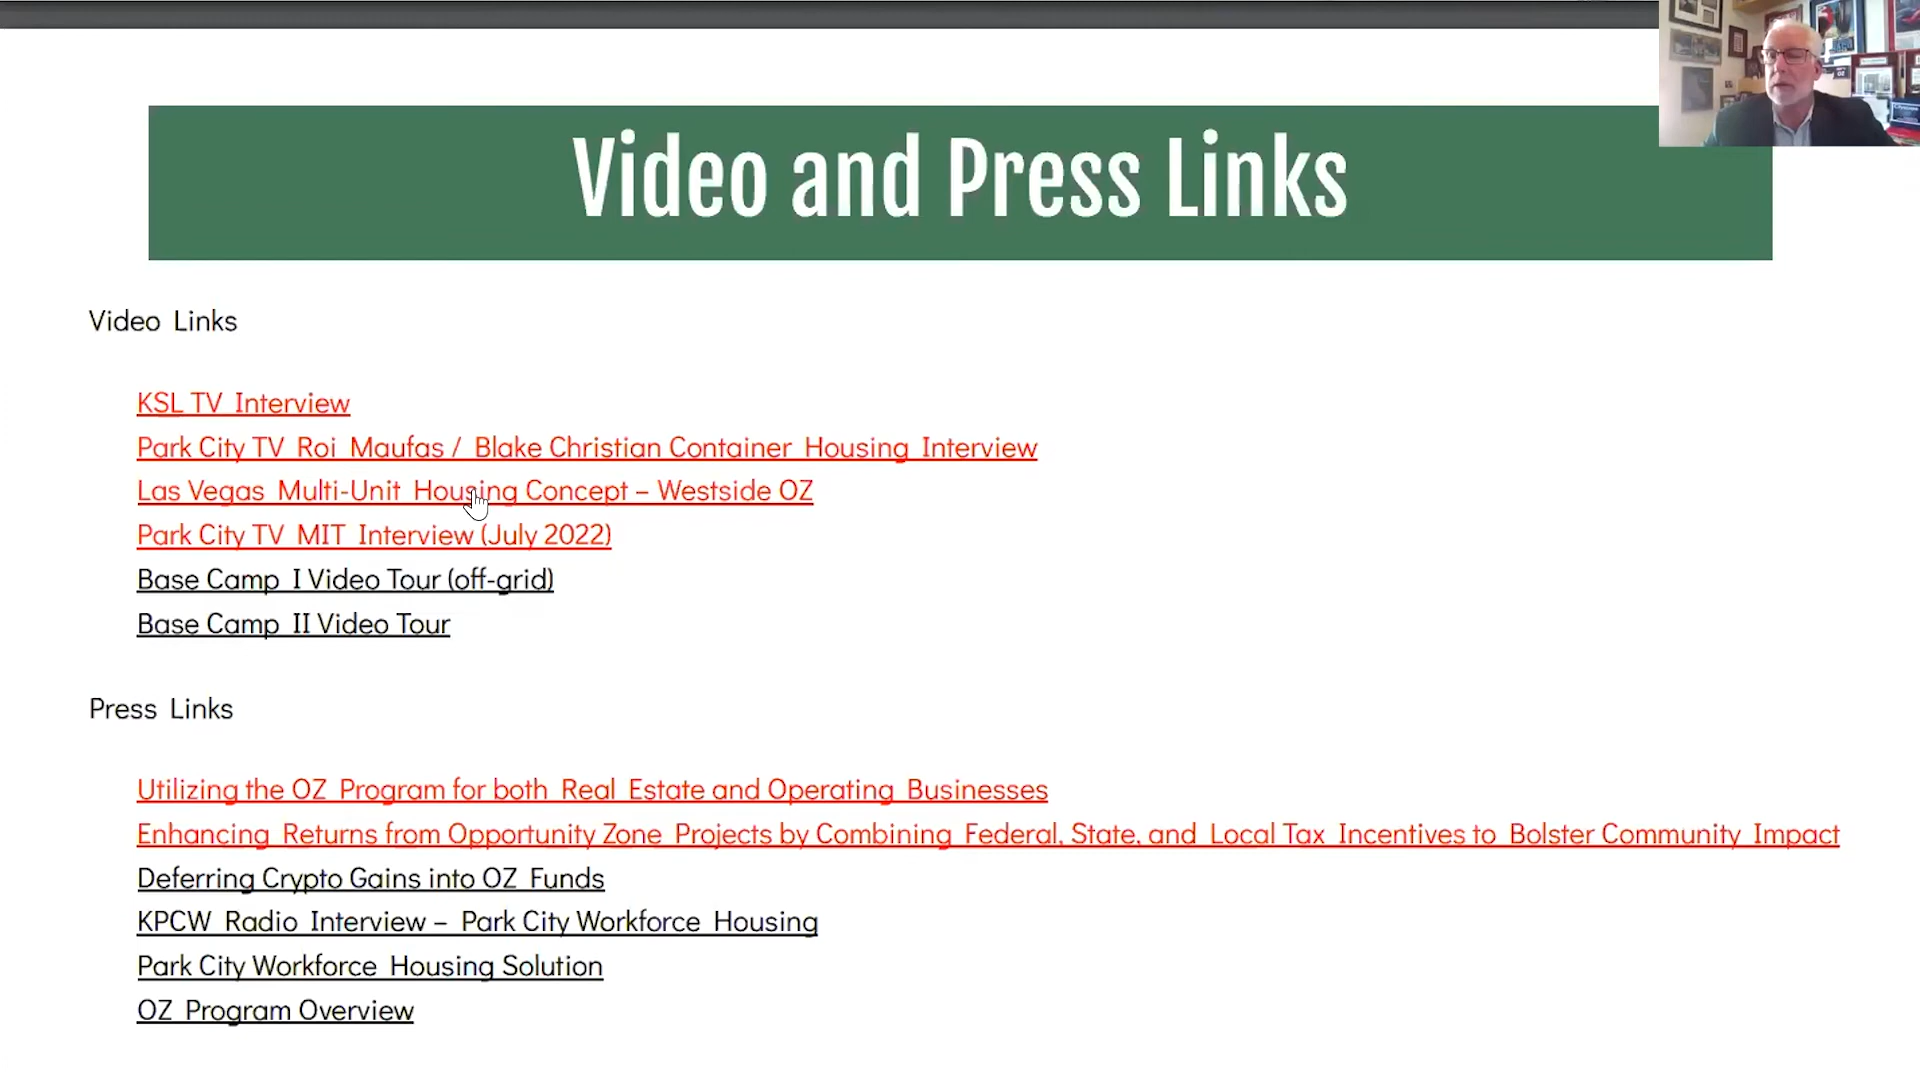 Video and Press Links
Video Links
KSL TV Interview
Park City TV Roi Maufas / Blake Christian Container Housing Interview
Las Vegas Multi-Unit Housing Concept – Westside OZ
Park City TV MIT Interview (July 2022)
Base Camp I Video Tour (off-grid)
Base Camp II Video Tour
Press Links
Utilizing the OZ Program for both Real Estate and Operating Businesses
Enhancing Returns from Opportunity Zone Projects by Combining Federal, State, and Local Tax Incentives to Bolster Community Impact
Deferring Crypto Gains into OZ Funds
KPCW Radio Interview – Park City Workforce Housing
Park City Workforce Housing Solution
OZ Program Overview